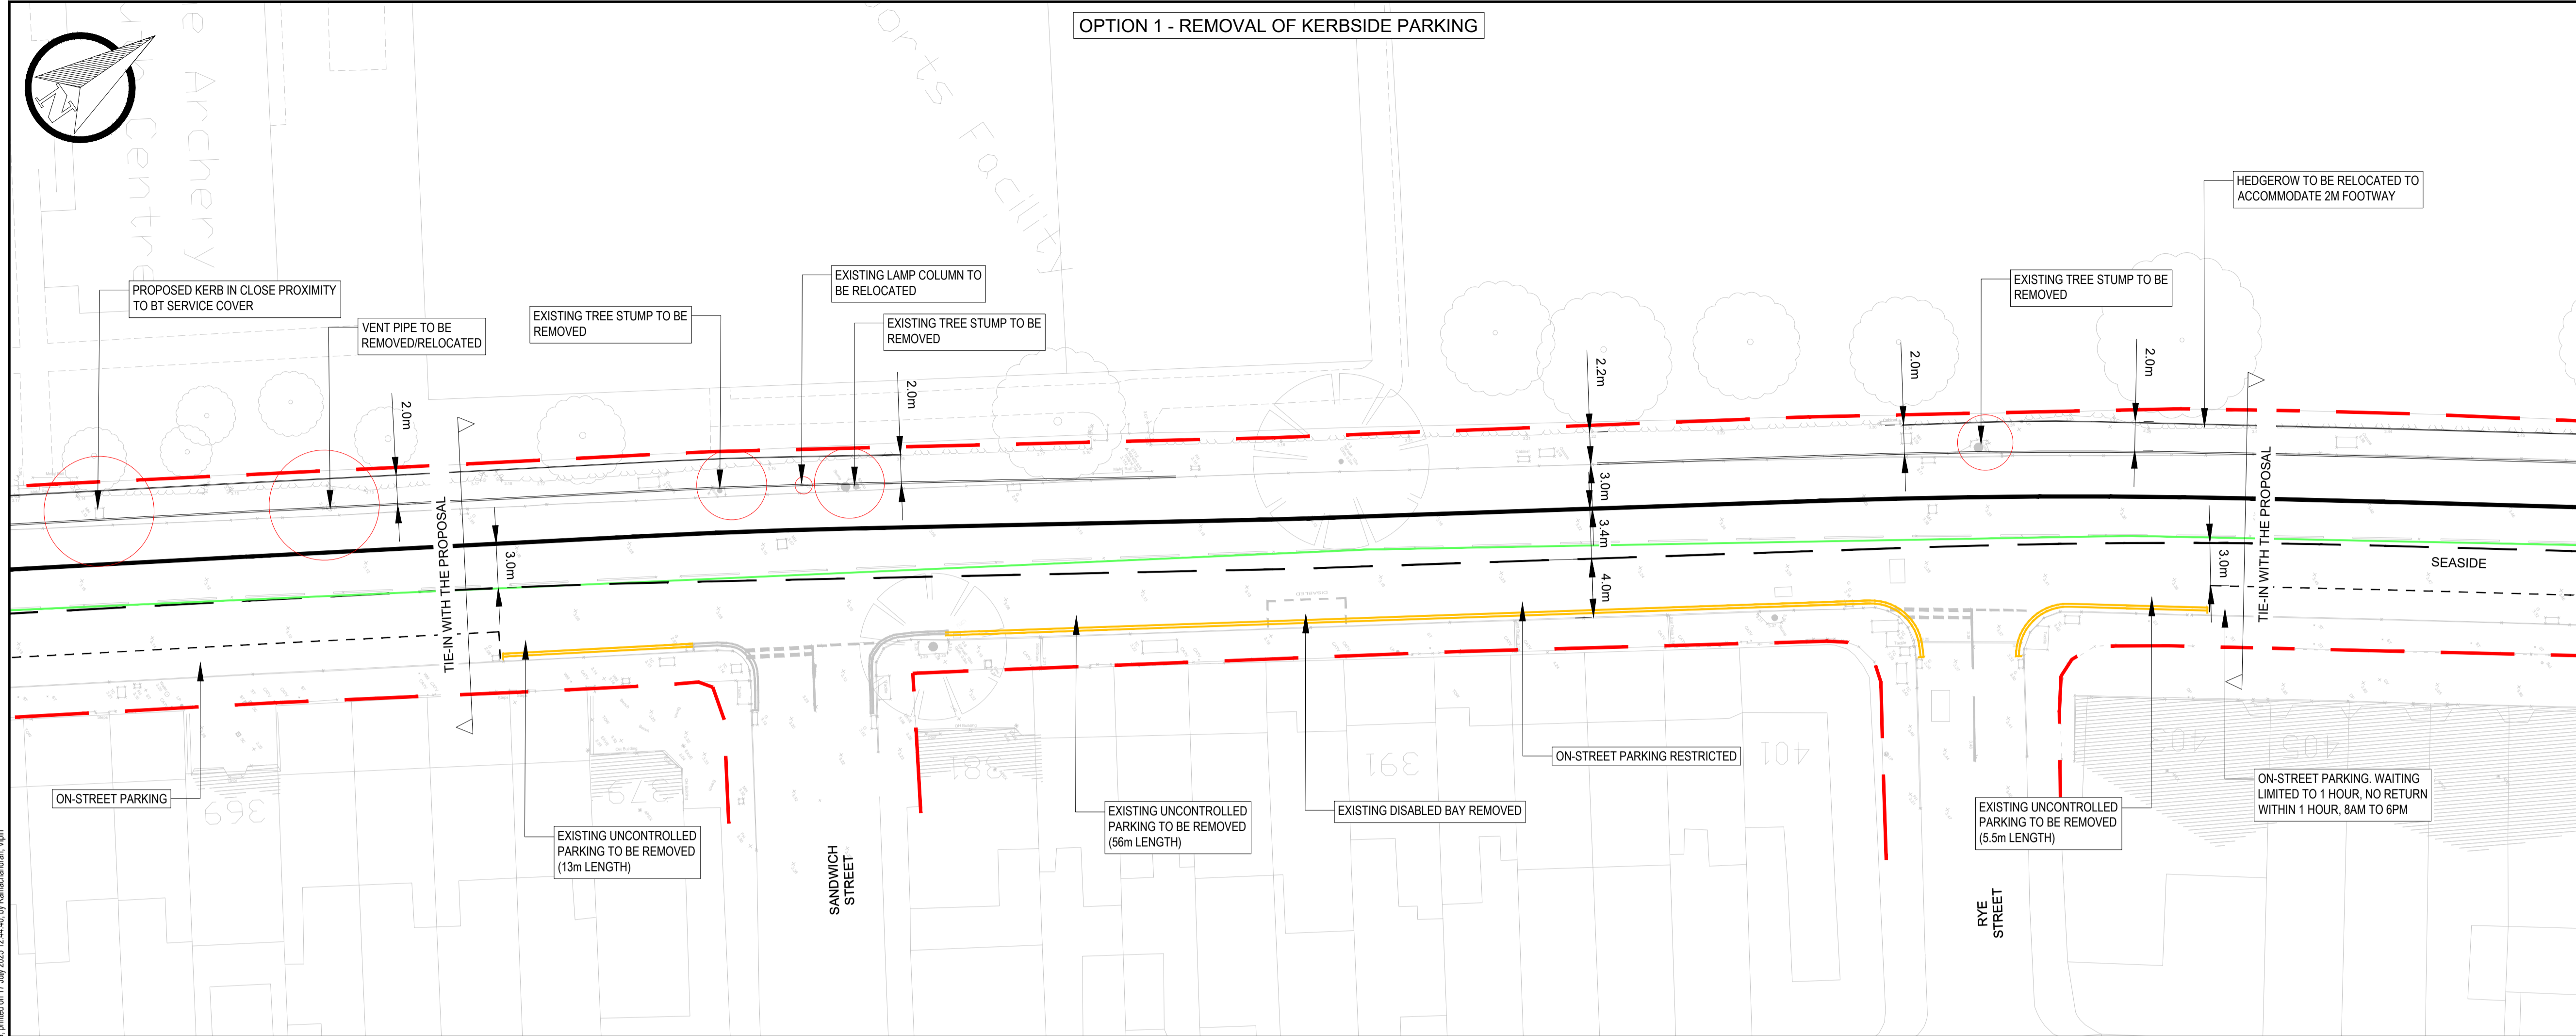 OPTION 1 - REMOVAL OF KERBSIDE PARKING
N
e Archery
Centre
orts Facility
HEDGEROW TO BE RELOCATED TO
ACCOMMODATE 2M FOOTWAY
PROPOSED KERB IN CLOSE PROXIMITY
TO BT SERVICE COVER
VENT PIPE TO BE
REMOVED/RELOCATED
EXISTING TREE STUMP TO BE
REMOVED
EXISTING LAMP COLUMN TO
BE RELOCATED
EXISTING TREE STUMP TO BE
REMOVED
EXISTING TREE STUMP TO BE
REMOVED
2.0m
2.0m
2.2m
2.0m
2.0m
3.0m
3.0m
3.4m
4.0m
3.0m
TIE-IN WITH THE PROPOSAL
TIE-IN WITH THE PROPOSAL
SEASIDE
DISABLED
369
379
381
391
401
403
405
ON-STREET PARKING
EXISTING UNCONTROLLED
PARKING TO BE REMOVED
(13m LENGTH)
SANDWICH
STREET
EXISTING UNCONTROLLED
PARKING TO BE REMOVED
(56m LENGTH)
EXISTING DISABLED BAY REMOVED
ON-STREET PARKING RESTRICTED
EXISTING UNCONTROLLED
PARKING TO BE REMOVED
(5.5m LENGTH)
RYE
STREET
ON-STREET PARKING. WAITING
LIMITED TO 1 HOUR, NO RETURN
WITHIN 1 HOUR, 8AM TO 6PM